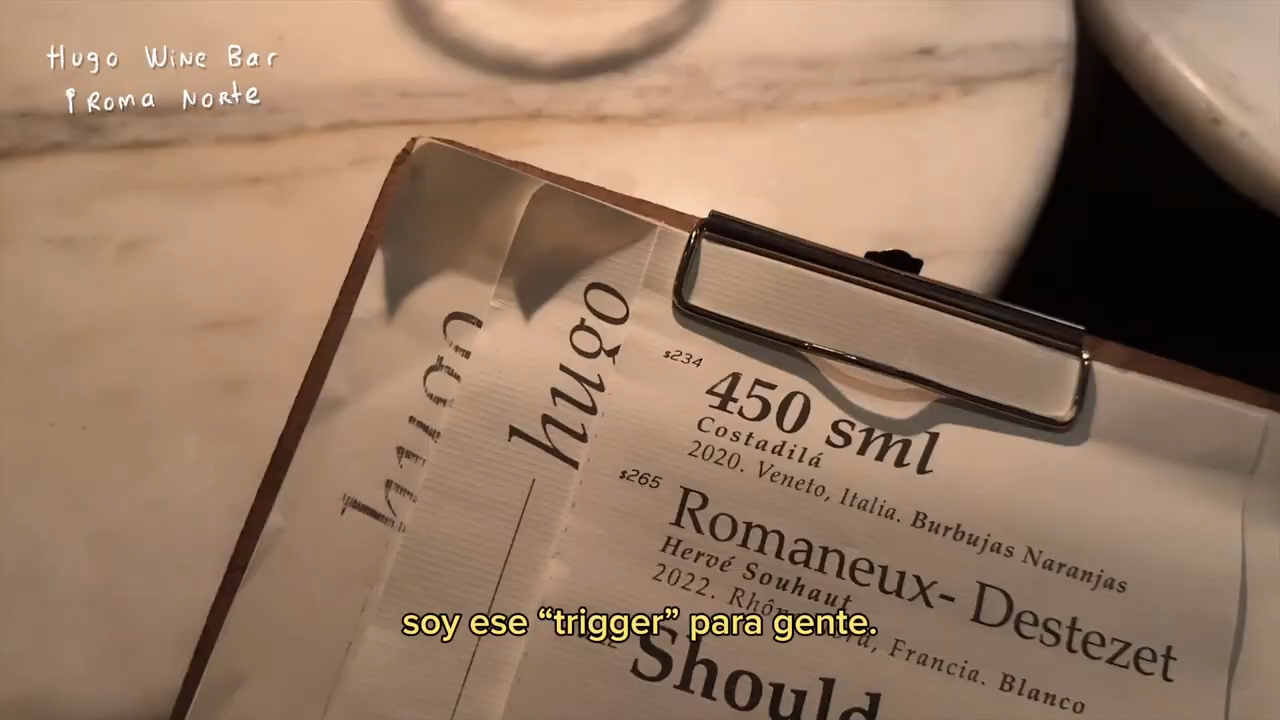 Hugo Wine Bar
Roma Norte
hugo
hugo
$234
450 sml
Costadilá
2020. Veneto, Italia. Burbujas Naranjas
$265
Romaneux- Destezet
Hervé Souhaut
2022. Francia. Blanco
Should
soy ese “trigger” para gente.